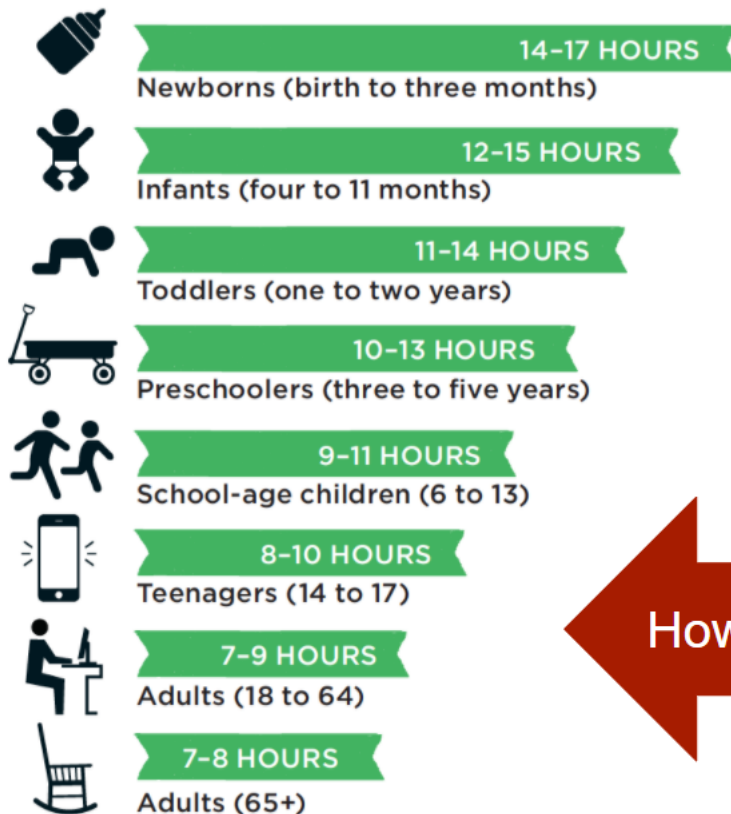 14–17 HOURS
Newborns (birth to three months)
12–15 HOURS
Infants (four to 11 months)
11–14 HOURS
Toddlers (one to two years)
10–13 HOURS
Preschoolers (three to five years)
9–11 HOURS
School-age children (6 to 13)
8–10 HOURS
Teenagers (14 to 17)
How
7–9 HOURS
Adults (18 to 64)
7–8 HOURS
Adults (65+)